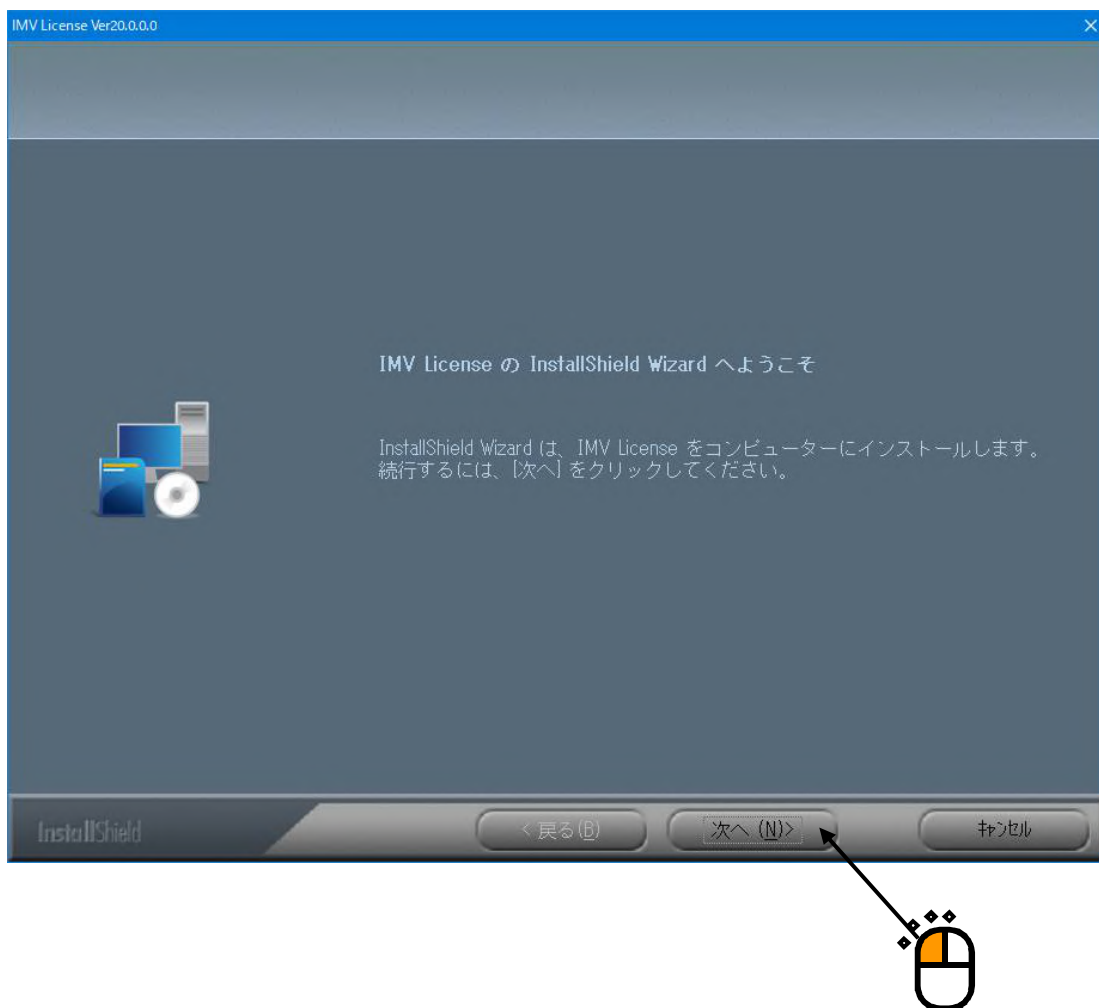 IMV License Ver20.0.0.0
IMV License の InstallShield Wizard へようこそ
InstallShield Wizard は、IMV License をコンピューターにインストールします。
続行するには、[次へ] をクリックしてください。
InstallShield
< 戻る(B)
次へ (N)>
キャンセル